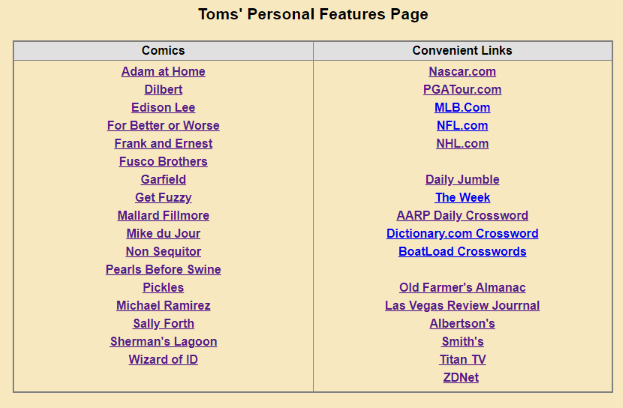 Toms' Personal Features Page
Comics
Convenient Links
Adam at Home
Nascar.com
Dilbert
PGATour.com
Edison Lee
MLB.Com
For Better or Worse
NFL.com
Frank and Ernest
NHL.com
Fusco Brothers
Garfield
Daily Jumble
Get Fuzzy
The Week
Mallard Fillmore
AARP Daily Crossword
Mike du Jour
Dictionary.com Crossword
Non Sequitor
BoatLoad Crosswords
Pearls Before Swine
Pickles
Old Farmer's Almanac
Michael Ramirez
Las Vegas Review Jourrnal
Sally Forth
Albertson's
Sherman's Lagoon
Smith's
Wizard of ID
Titan TV
ZDNet